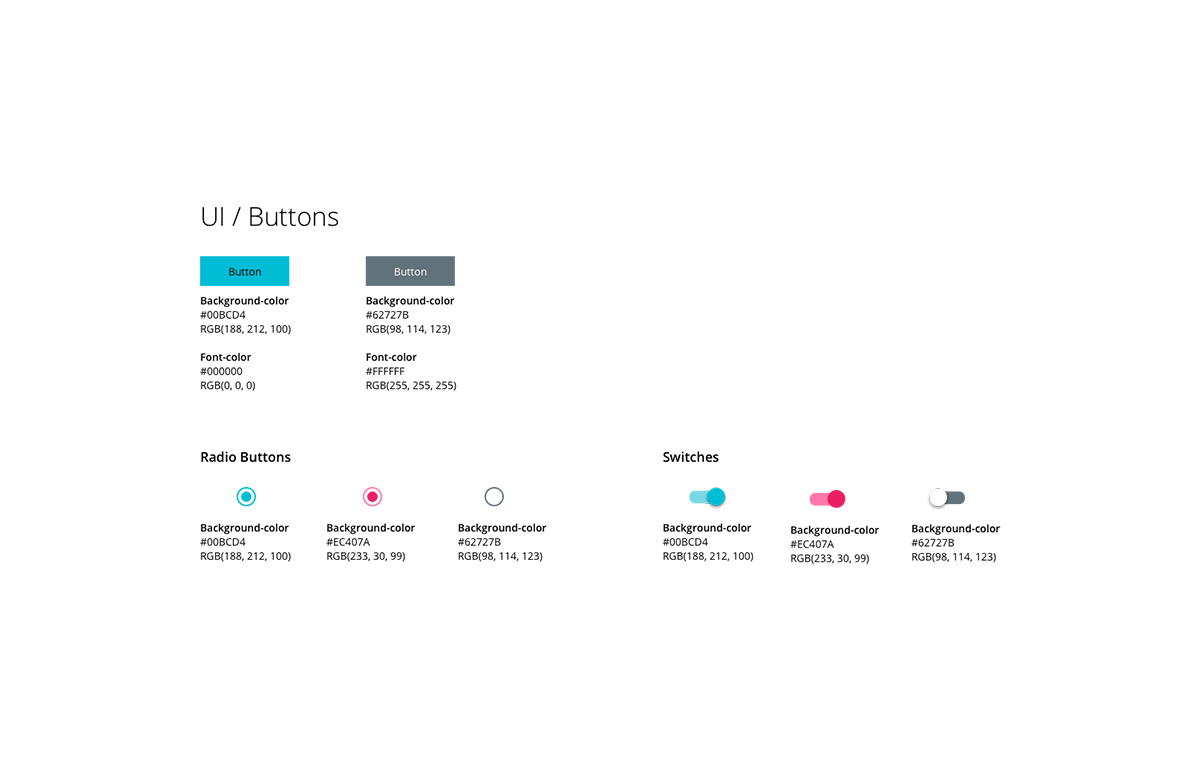 UI / Buttons
Button
Background-color
#00BCD4
RGB(188, 212, 100)
Font-color
#000000
RGB(0, 0, 0)
Button
Background-color
#62727B
RGB(98, 114, 123)
Font-color
#FFFFFF
RGB(255, 255, 255)
Radio Buttons
Background-color
#00BCD4
RGB(188, 212, 100)
Background-color
#EC407A
RGB(233, 30, 99)
Background-color
#62727B
RGB(98, 114, 123)
Switches
Background-color
#00BCD4
RGB(188, 212, 100)
Background-color
#EC407A
RGB(233, 30, 99)
Background-color
#62727B
RGB(98, 114, 123)